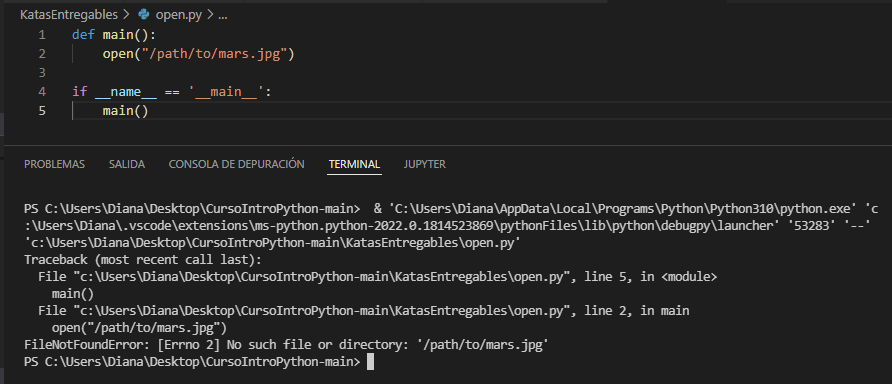 KatasEntregables > open.py > ...
1 def main():
2 open("/path/to/mars.jpg")
3
4 if __name__ == '__main__':
5 main()
PROBLEMAS SALIDA CONSOLA DE DEPURACIÓN TERMINAL JUPYTER
PS C:\Users\Diana\Desktop\CursoIntroPython-main>  & 'C:\Users\Diana\AppData\Local\Programs\Python\Python310\python.exe' 'c
:\Users\Diana\.vscode\extensions\ms-python.python-2022.0.1814523869\pythonFiles\lib\python\debugpy\launcher' '53283' '--'
'c:\Users\Diana\Desktop\CursoIntroPython-main\KatasEntregables\open.py'
Traceback (most recent call last):
  File "c:\Users\Diana\Desktop\CursoIntroPython-main\KatasEntregables\open.py", line 5, in <module>
    main()
  File "c:\Users\Diana\Desktop\CursoIntroPython-main\KatasEntregables\open.py", line 2, in main
    open("/path/to/mars.jpg")
FileNotFoundError: [Errno 2] No such file or directory: '/path/to/mars.jpg'
PS C:\Users\Diana\Desktop\CursoIntroPython-main>